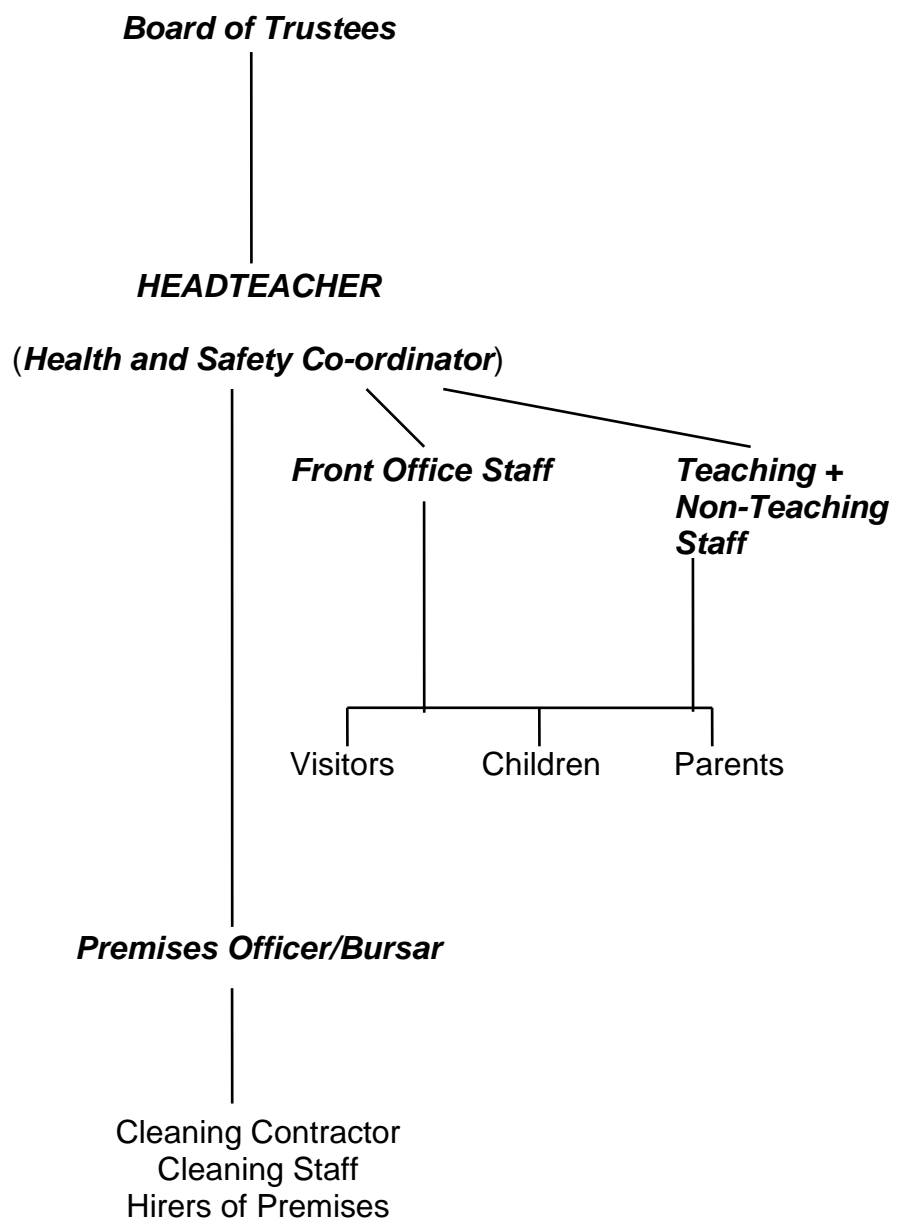 Board of Trustees
HEADTEACHER
(Health and Safety Co-ordinator)
Front Office Staff
Teaching +
Non-Teaching
Staff
Visitors
Children
Parents
Premises Officer/Bursar
Cleaning Contractor
Cleaning Staff
Hirers of Premises